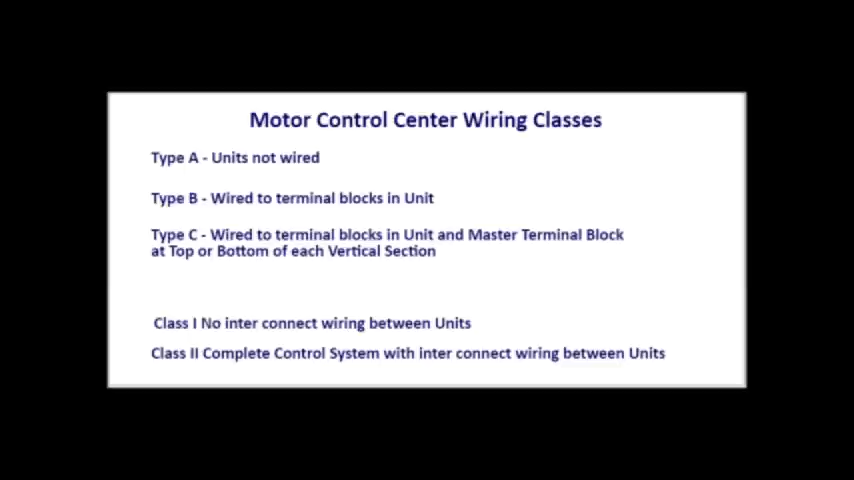 Motor Control Center Wiring Classes
Type A - Units not wired
Type B - Wired to terminal blocks in Unit
Type C - Wired to terminal blocks in Unit and Master Terminal Block
at Top or Bottom of each Vertical Section
Class I No inter connect wiring between Units
Class II Complete Control System with inter connect wiring between Units